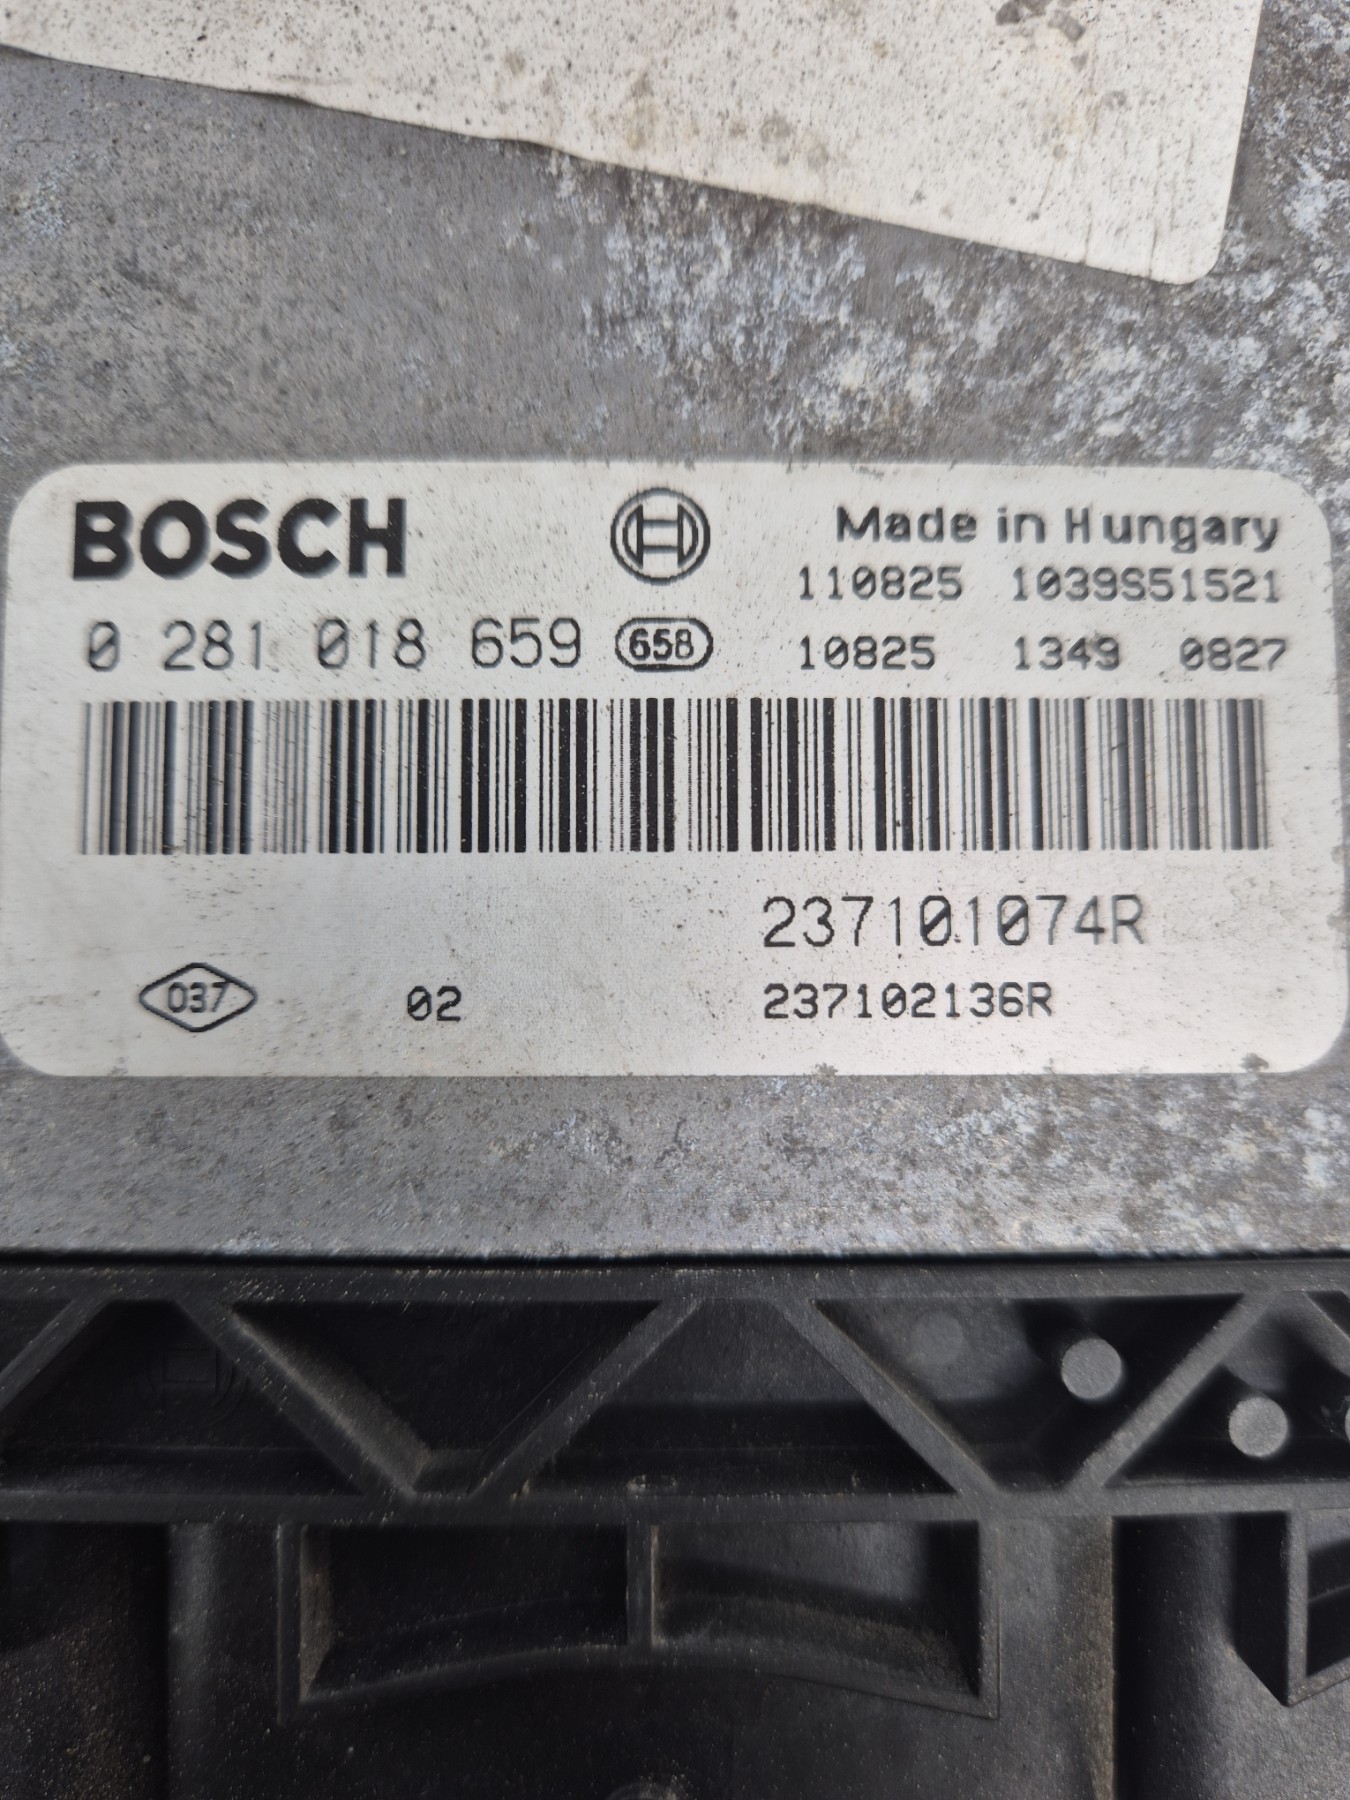 BOSCH
Made in Hungary
110825 1039S51521
0 281 018 659 658
10825 1349 0827
237101074R
037 02 237102136R